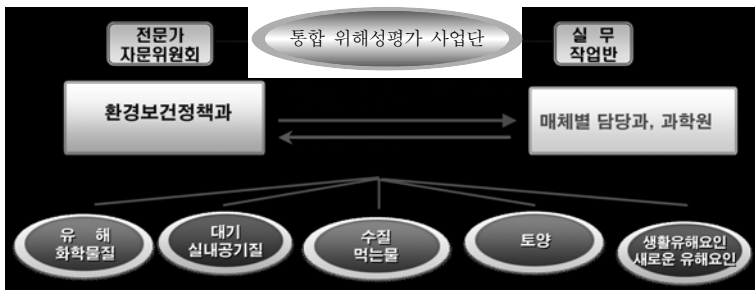 전문가
자문위원회
통합 위해성평가 사업단
실 무
작업반
환경보건정책과
매체별 담당과, 과학원
유 해
화학물질
대기
실내공기질
수질
먹는물
토양
생활유해요인
새로운 유해요인